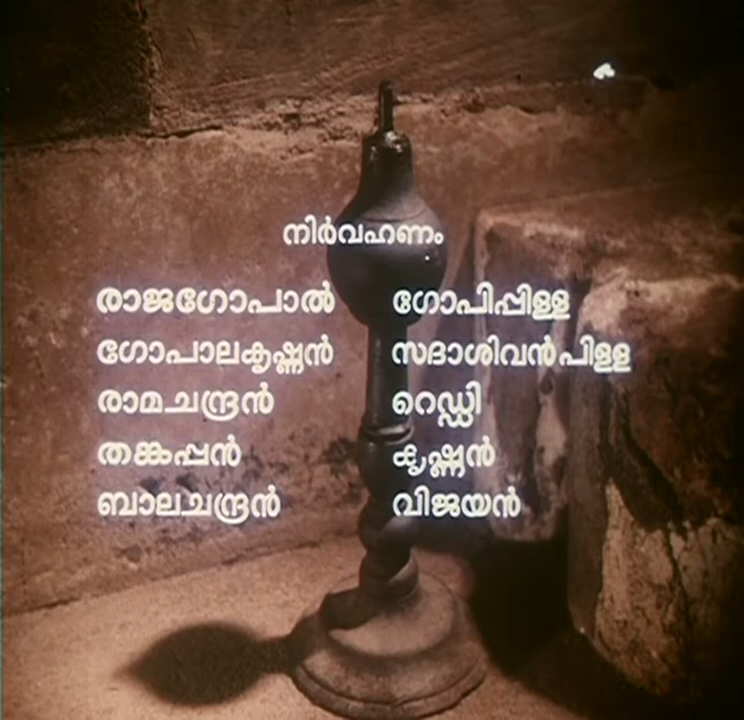 നിർവഹണം
രാജഗോപാൽ ഗോപിപ്പിള്ള
ഗോപാലകൃഷ്ണൻ സദാശിവൻപിള്ള
രാമചന്ദ്രൻ റെഡ്ഡി
തങ്കപ്പൻ കൃഷ്ണൻ
ബാലചന്ദ്രൻ വിജയൻ